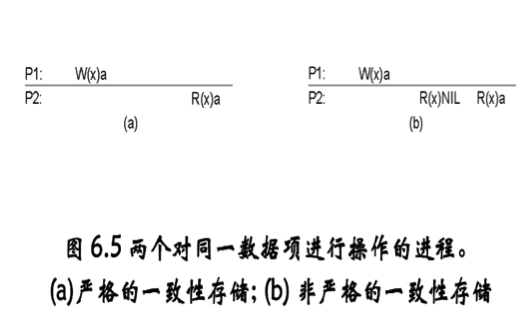 P1: W(x)a
P2: R(x)a
(a)
P1: W(x)a
P2: R(x)NIL R(x)a
(b)
图 6.5 两个对同一数据项进行操作的进程。
(a)严格的一致性存储; (b) 非严格的一致性存储